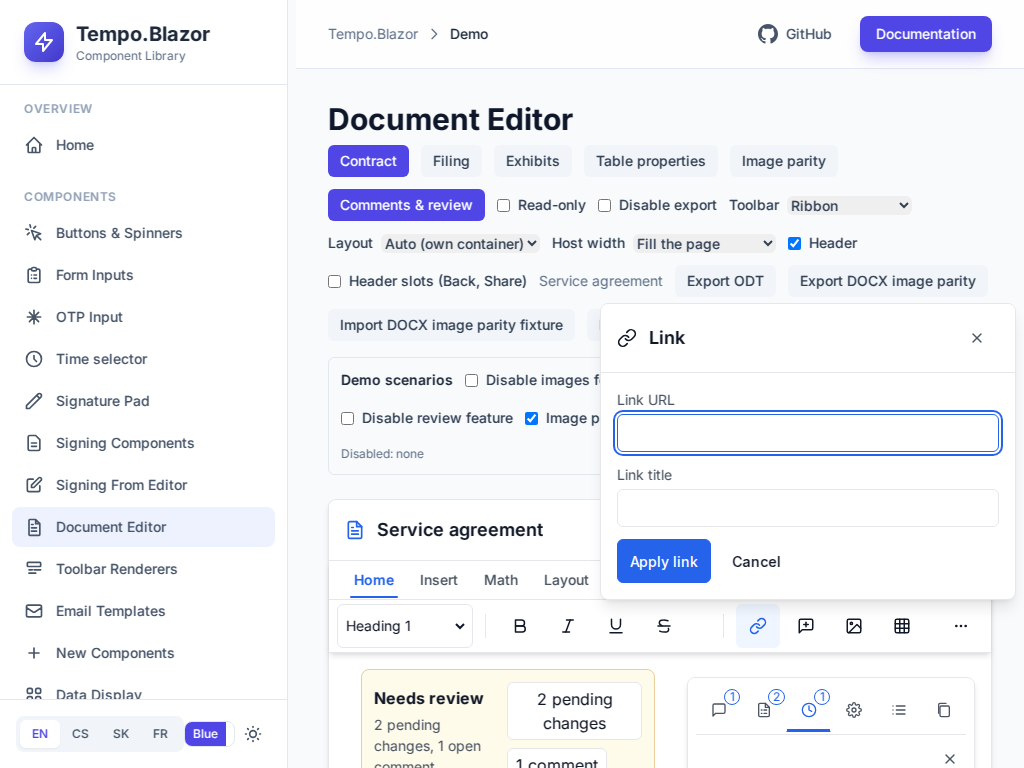 Tempo.Blazor
Component Library
OVERVIEW
Home
COMPONENTS
Buttons & Spinners
Form Inputs
OTP Input
Time selector
Signature Pad
Signing Components
Signing From Editor
Document Editor
Toolbar Renderers
Email Templates
New Components
Data Display
EN CS SK FR Blue
Tempo.Blazor Demo
GitHub Documentation
Document Editor
Contract Filing Exhibits Table properties Image parity
Comments & review Read-only Disable export Toolbar Ribbon
Layout Auto (own container) Host width Fill the page Header
Header slots (Back, Share) Service agreement Export ODT Export DOCX image parity
Import DOCX image parity fixture
Demo scenarios Disable images
Disable review feature Image
Disabled: none
Link
Link URL
Link title
Apply link Cancel
Service agreement
Home Insert Math Layout
Heading 1 B I U S
Needs review
2 pending changes, 1 open comment
2 pending
changes
1 comment
1 2 1